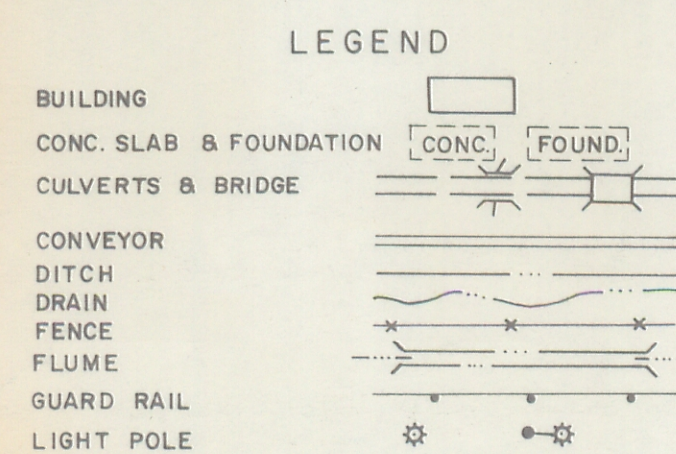 LEGEND
BUILDING
CONC. SLAB & FOUNDATION CONC. FOUND.
CULVERTS & BRIDGE
CONVEYOR
DITCH
DRAIN
FENCE
FLUME
GUARD RAIL
LIGHT POLE